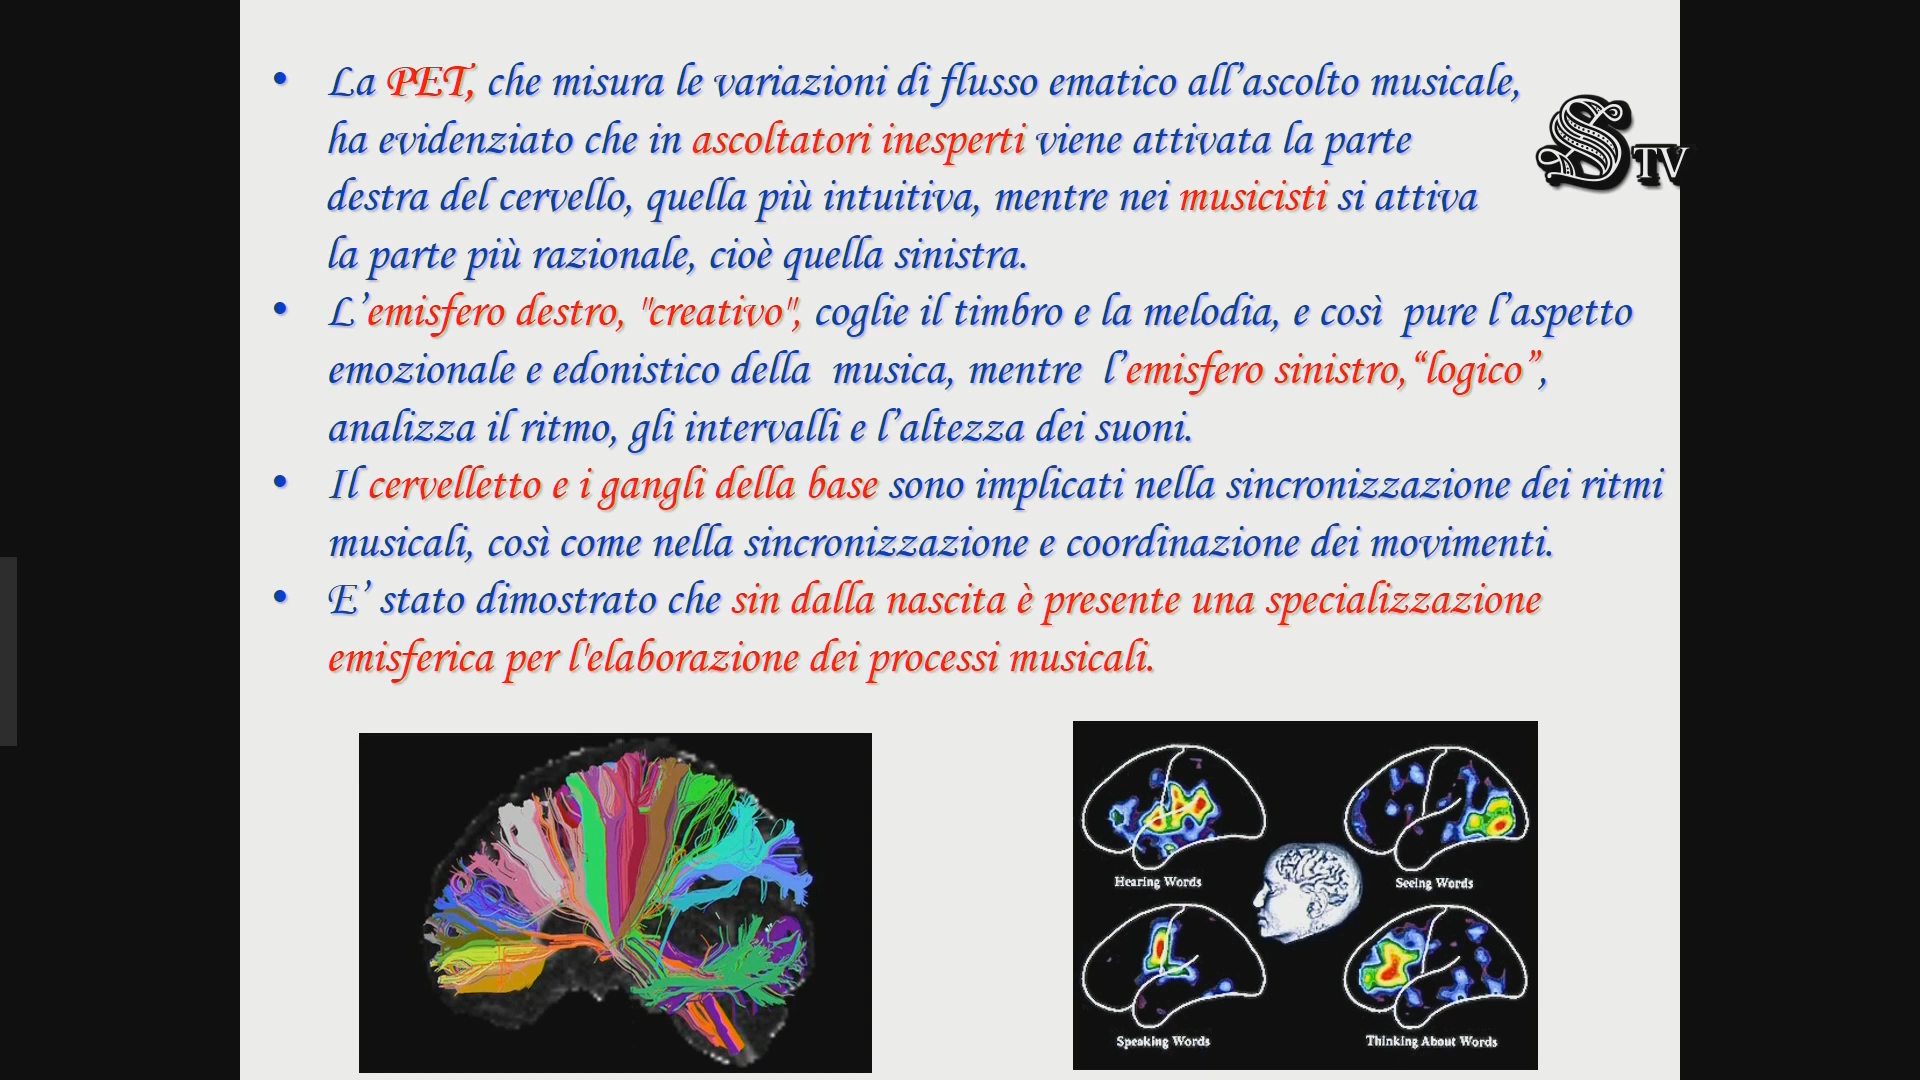 • La PET, che misura le variazioni di flusso ematico all’ascolto musicale,
ha evidenziato che in ascoltatori inesperti viene attivata la parte
destra del cervello, quella più intuitiva, mentre nei musicisti si attiva
la parte più razionale, cioè quella sinistra.
• L’emisfero destro, "creativo", coglie il timbro e la melodia, e così pure l’aspetto
emozionale e edonistico della musica, mentre l’emisfero sinistro,“logico”,
analizza il ritmo, gli intervalli e l’altezza dei suoni.
• Il cervelletto e i gangli della base sono implicati nella sincronizzazione dei ritmi
musicali, così come nella sincronizzazione e coordinazione dei movimenti.
• E’ stato dimostrato che sin dalla nascita è presente una specializzazione
emisferica per l'elaborazione dei processi musicali.
S TV
Hearing Words
Seeing Words
Speaking Words
Thinking About Words